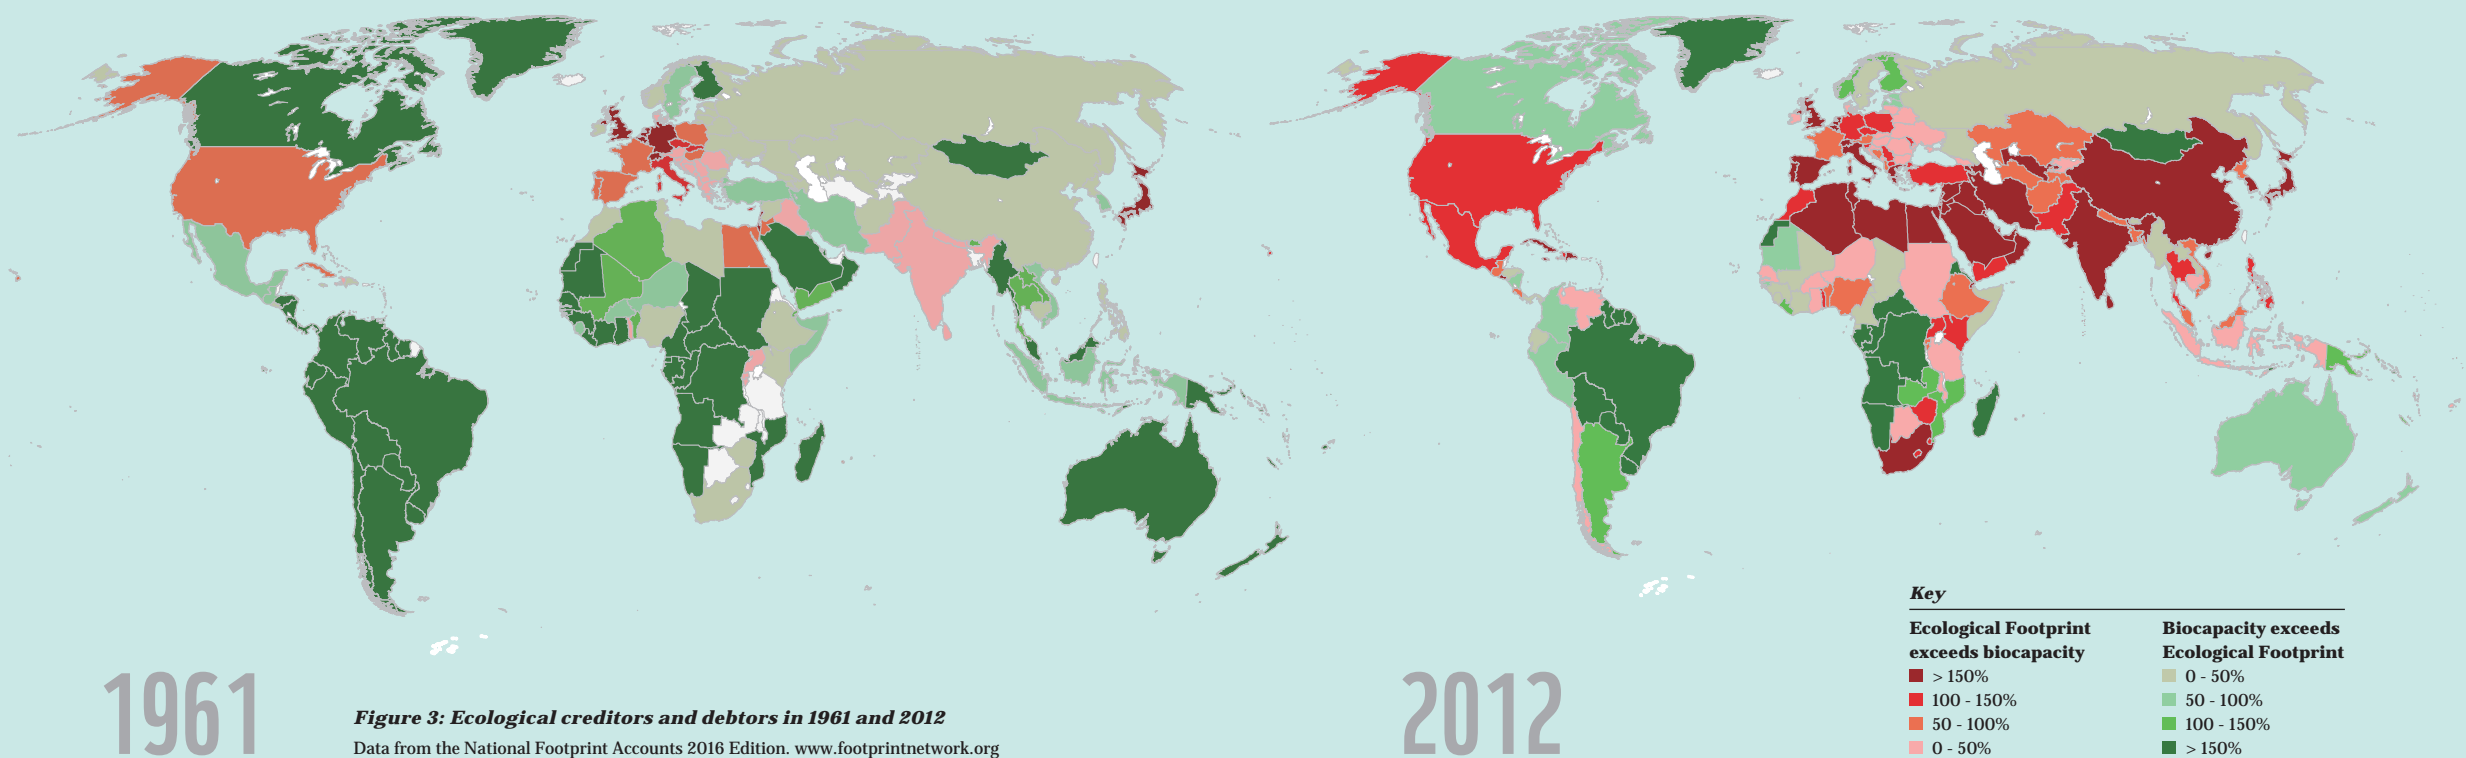 1961
Figure 3: Ecological creditors and debtors in 1961 and 2012
Data from the National Footprint Accounts 2016 Edition. www.footprintnetwork.org
2012
Key
Ecological Footprint
exceeds biocapacity
> 150%
100 - 150%
50 - 100%
0 - 50%
Biocapacity exceeds
Ecological Footprint
0 - 50%
50 - 100%
100 - 150%
> 150%